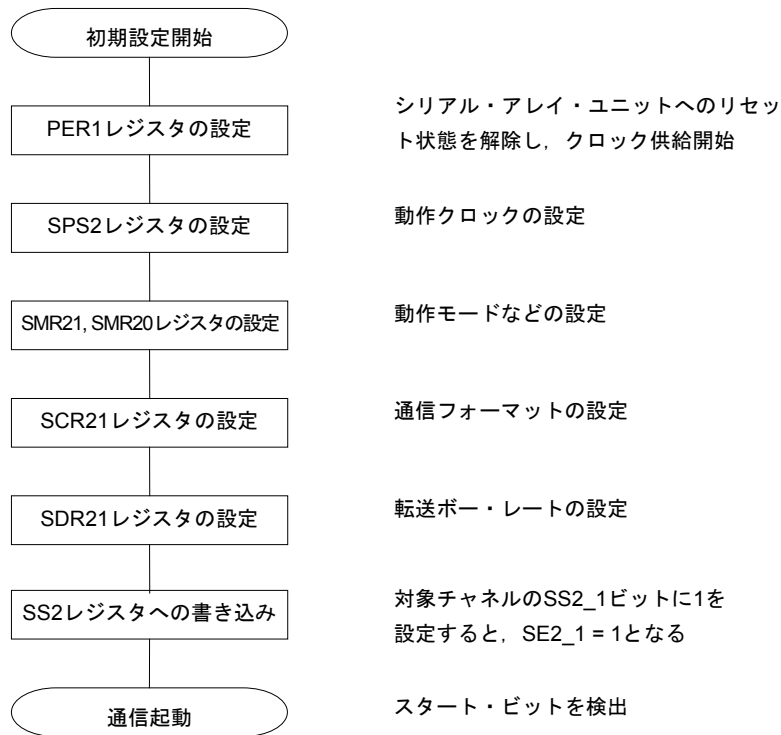 初期設定開始
PER1レジスタの設定
シリアル・アレイ・ユニットへのリセッ
ト状態を解除し，クロック供給開始
SPS2レジスタの設定
動作クロックの設定
SMR21, SMR20レジスタの設定
動作モードなどの設定
SCR21レジスタの設定
通信フォーマットの設定
SDR21レジスタの設定
転送ボー・レートの設定
SS2レジスタへの書き込み
対象チャネルのSS2_1ビットに1を
設定すると，SE2_1 = 1となる
通信起動
スタート・ビットを検出